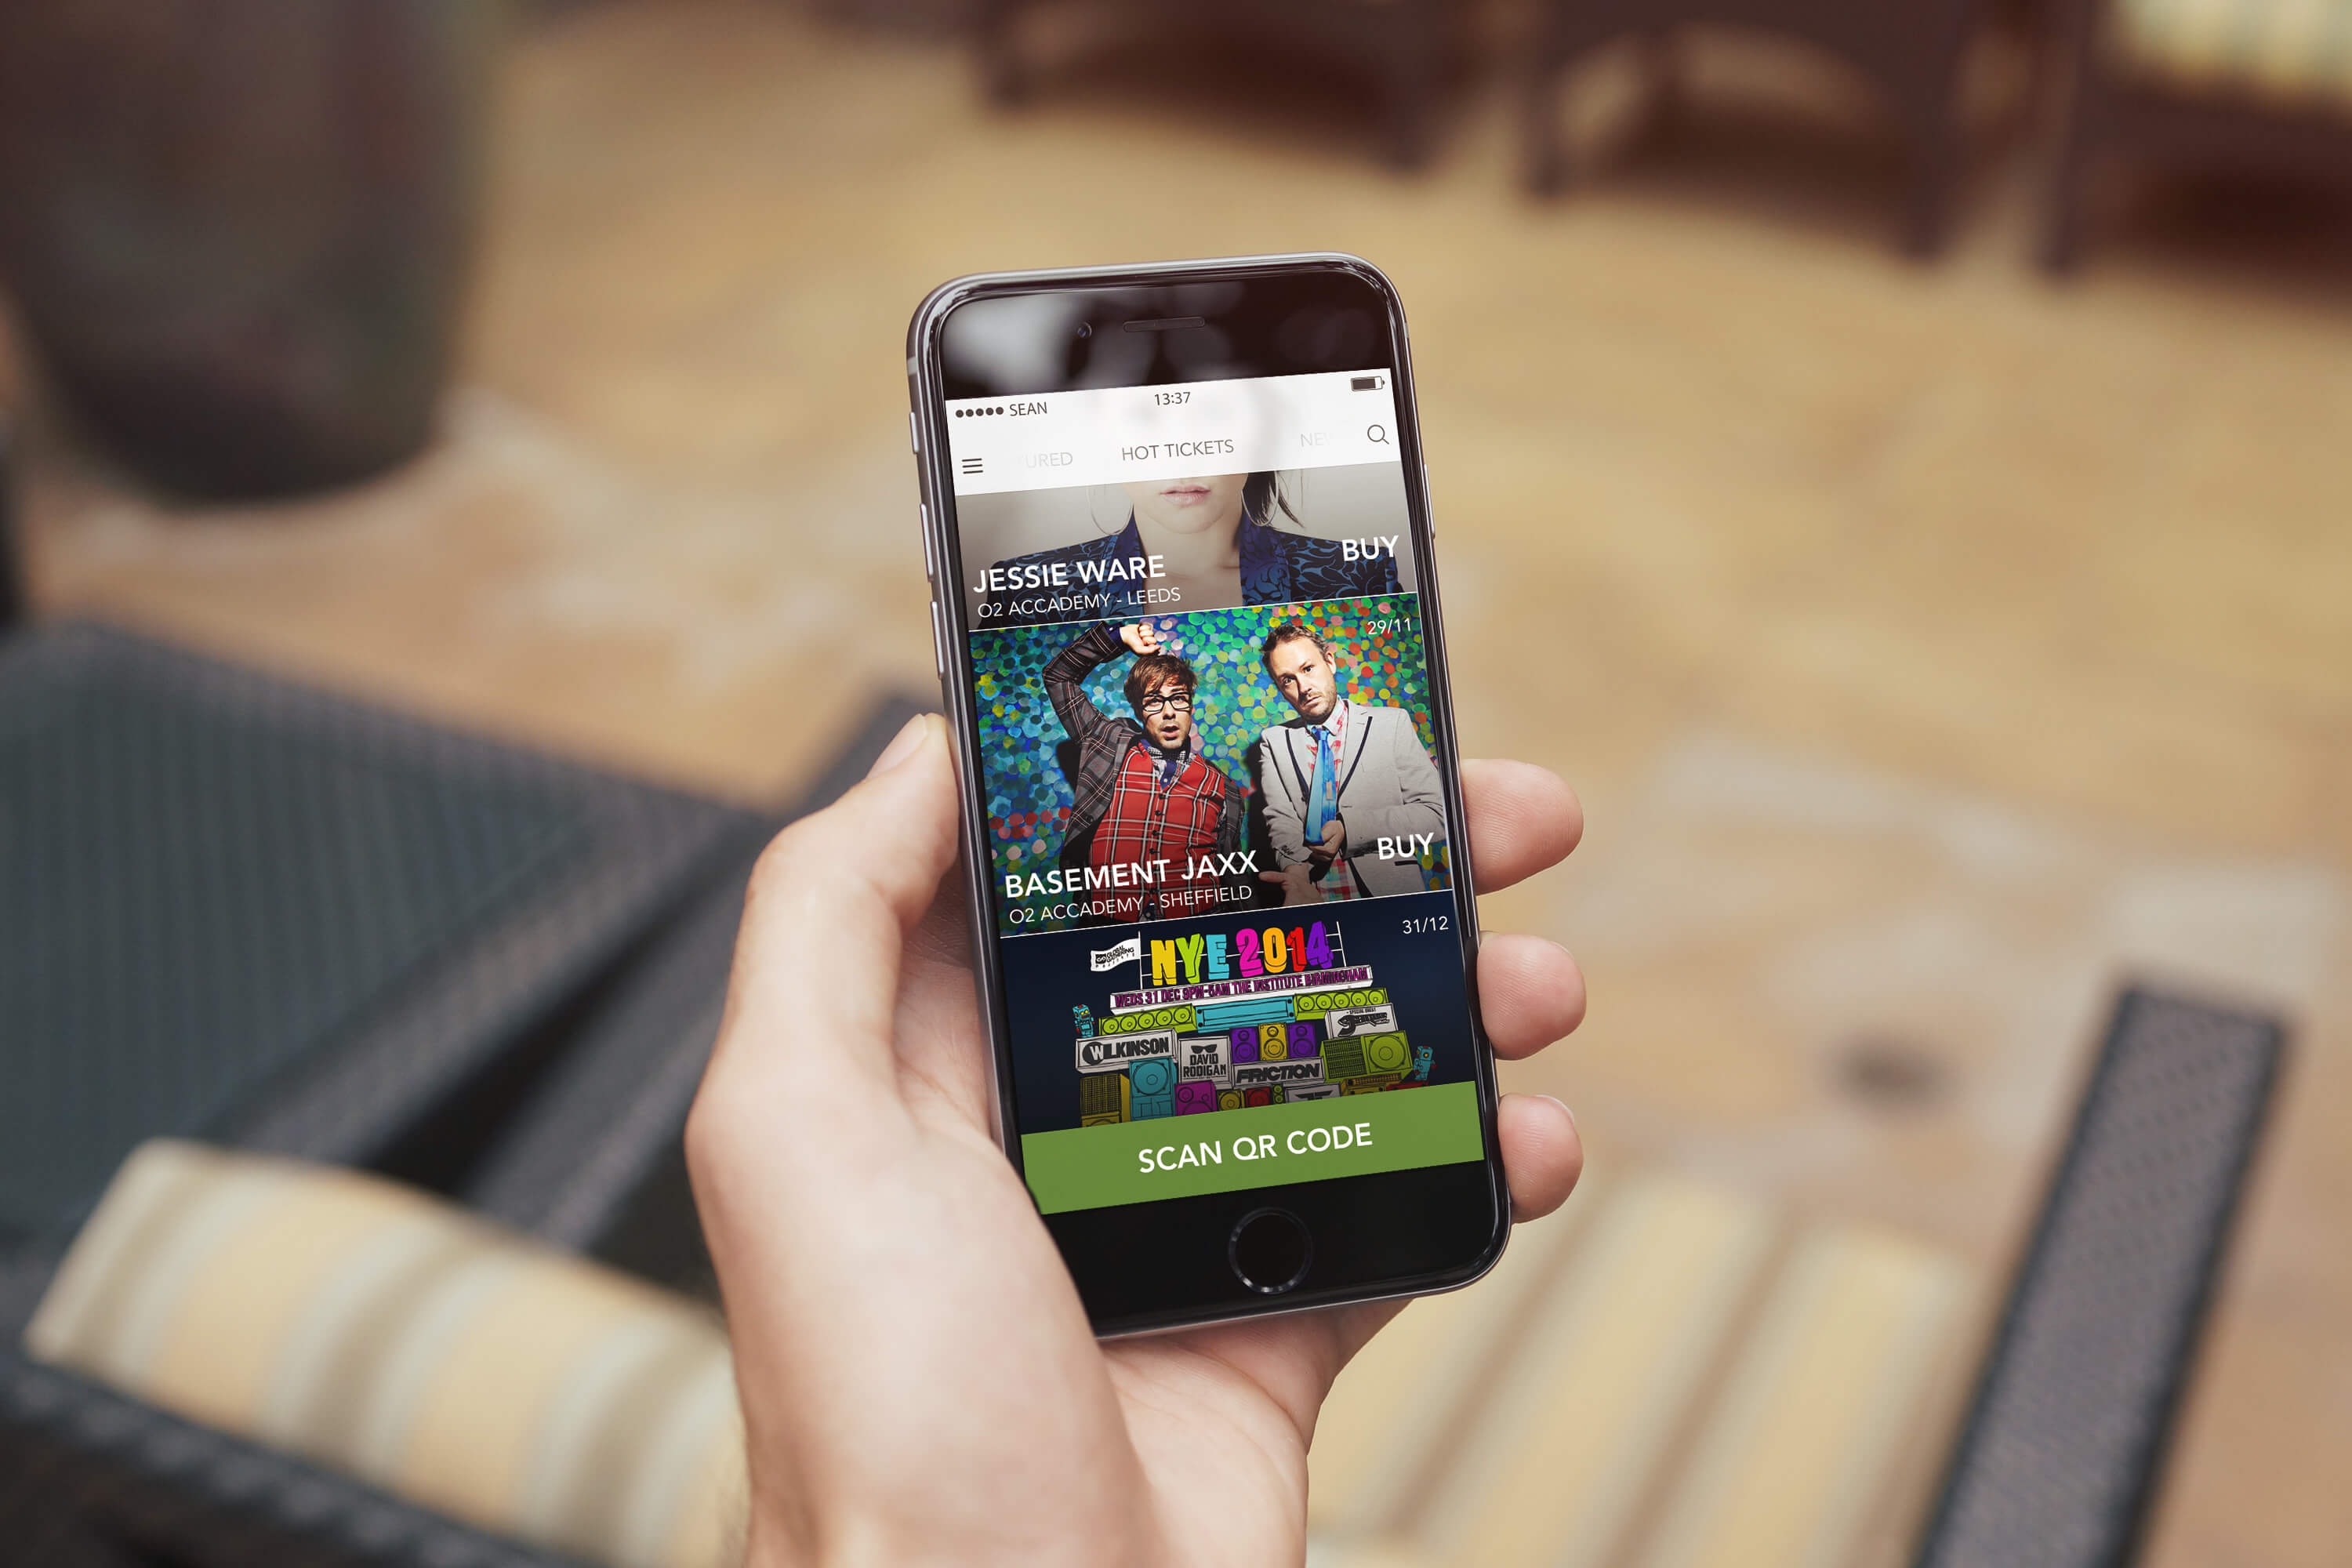 SEAN
13:37
URED
HOT TICKETS
NE
JESSIE WARE
BUY
O2 ACCADEMY - LEEDS
29/11
BASEMENT JAXX
BUY
O2 ACCADEMY - SHEFFIELD
31/12
NYE 2014
WEDS 31 DEC 9PM-6AM THE INSTITUTE BIRMINGHAM
WILKINSON
DAVID
RODIGAN
FRICTION
SCAN QR CODE